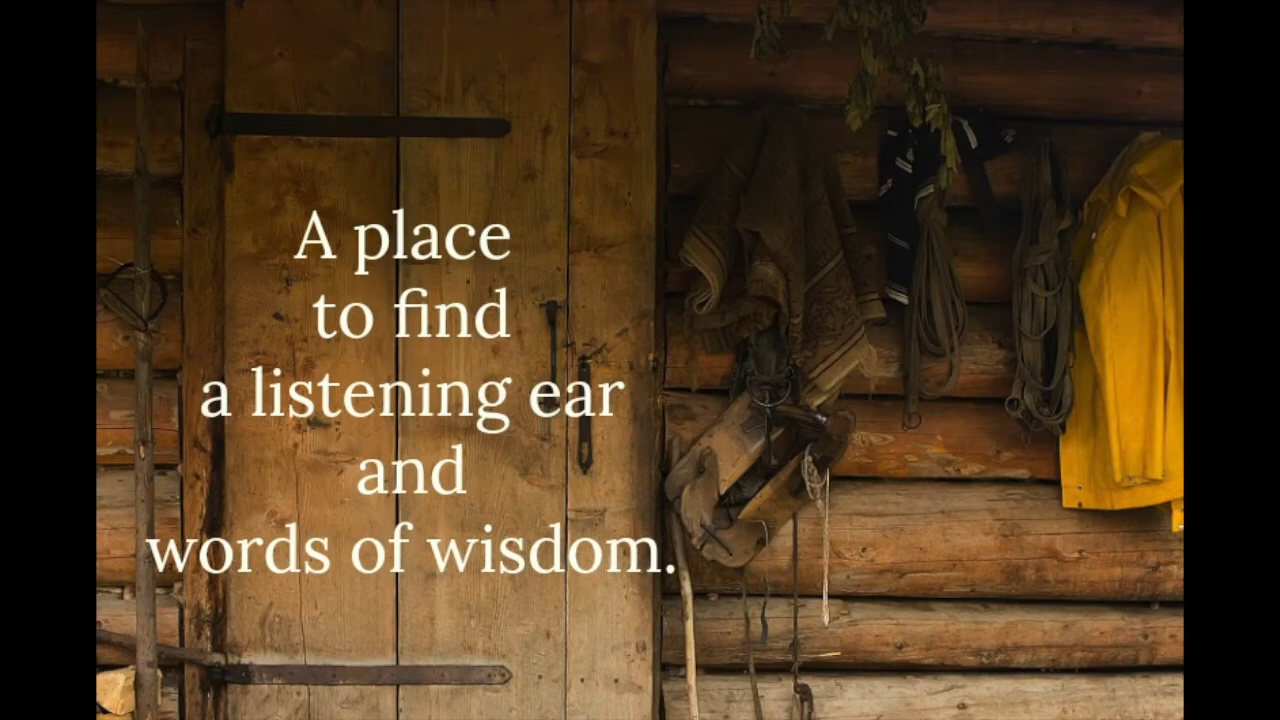 A place
to find
a listening ear
and
words of wisdom.